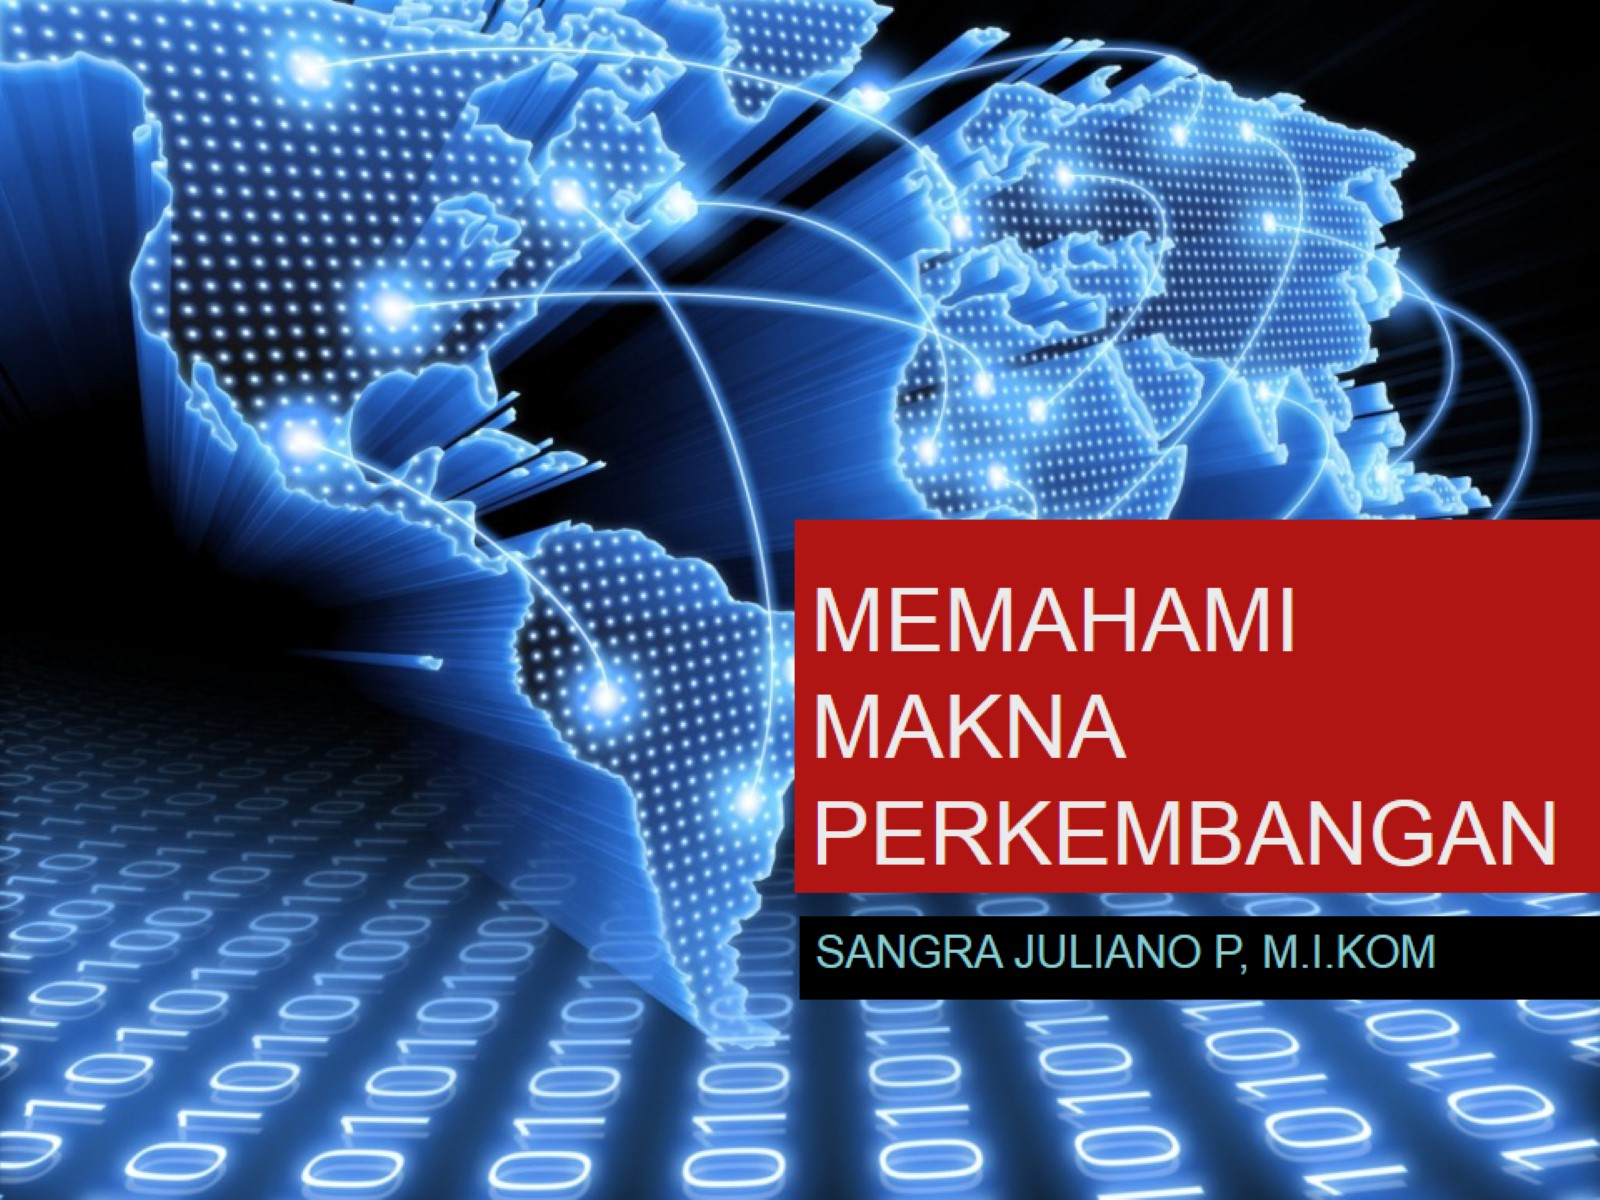 MEMAHAMI
MAKNA
PERKEMBANGAN
SANGRA JULIANO P, M.I.KOM